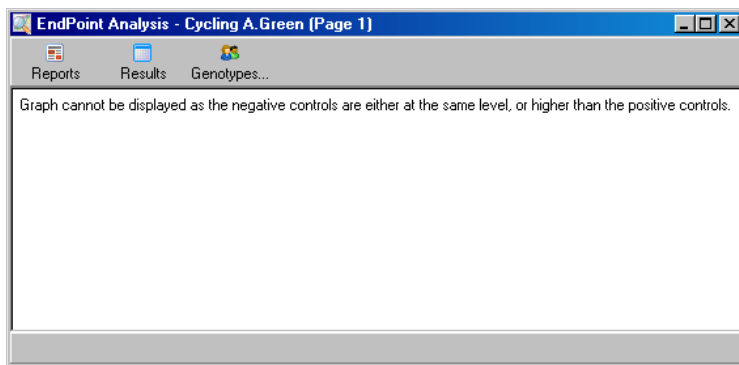 EndPoint Analysis - Cycling A.Green (Page 1)
Reports Results Genotypes...
Graph cannot be displayed as the negative controls are either at the same level, or higher than the positive controls.